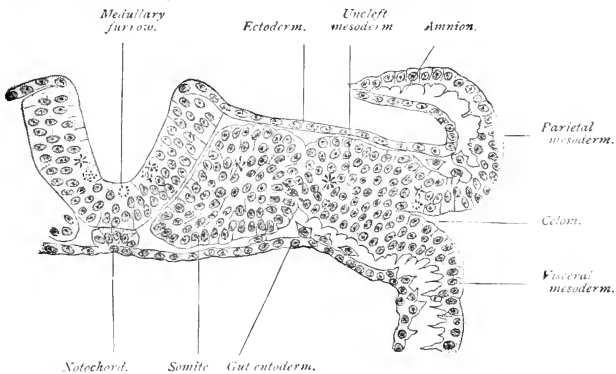 Medullary
furrow.
Ectoderm.
Uncleft
mesoderm
Amnion.
Parietal
mesoderm.
Celom.
Visceral
mesoderm.
Notochord.
Somite
Gut entoderm.